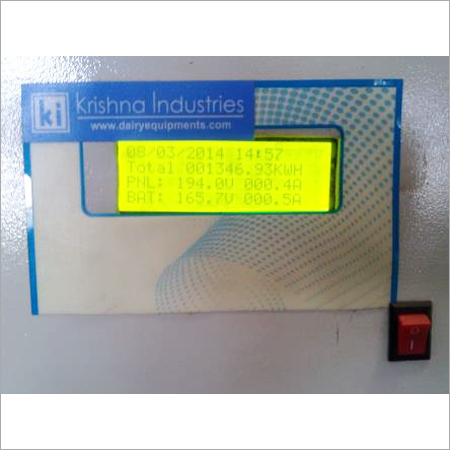 ki Krishna Industries
www.dairyequipments.com
08/03/2014 14:57
Total 001346.93KWH
PNL: 194.0V 000.4A
BAT: 165.7V 000.5A